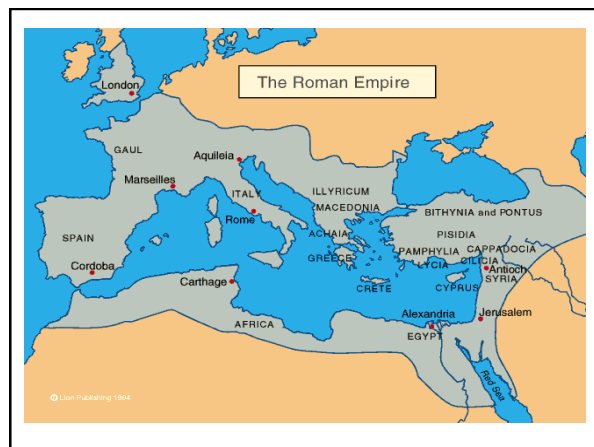 The Roman Empire
London
GAUL
Aquileia
Marseilles
ITALY
ILLYRICUM
MACEDONIA
Rome
BITHYNIA and PONTUS
SPAIN
ACHAIA
PISIDIA
GREECE
PAMPHYLIA
CAPPADOCIA
CILICIA
LYCIA
Antioch
Cordoba
Carthage
SYRIA
CRETE
CYPRUS
AFRICA
Alexandria
Jerusalem
EGYPT
Red Sea
© Lion Publishing 1994